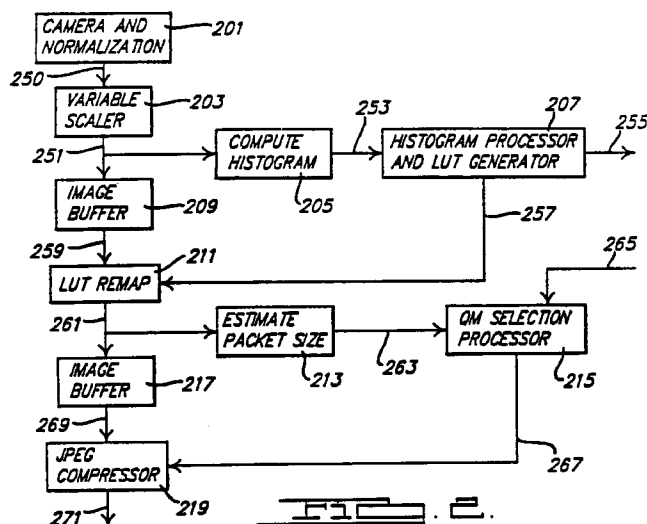 CAMERA AND
NORMALIZATION
201
250
VARIABLE
SCALER
203
251
COMPUTE
HISTOGRAM
205
253
HISTOGRAM PROCESSOR
AND LUT GENERATOR
207
255
257
IMAGE
BUFFER
209
259
LUT REMAP
211
261
ESTIMATE
PACKET SIZE
213
263
265
QM SELECTION
PROCESSOR
215
267
IMAGE
BUFFER
217
269
JPEG
COMPRESSOR
219
271